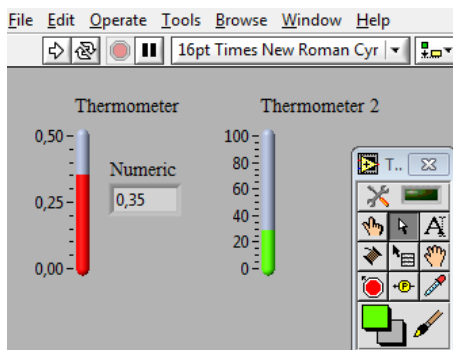 File Edit Operate Tools Browse Window Help
16pt Times New Roman Cyr
Thermometer
0,50
0,25
0,00
Numeric
0,35
Thermometer 2
100
80
60
40
20
0
T..
A
P